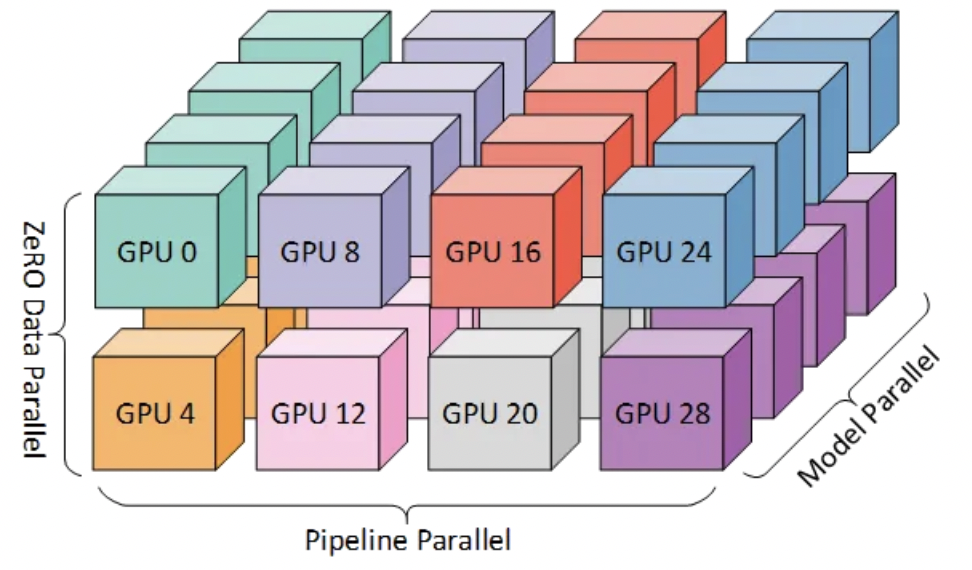 GPU 0
GPU 8
GPU 16
GPU 24
ZeRO Data Parallel
GPU 4
GPU 12
GPU 20
GPU 28
Model Parallel
Pipeline Parallel